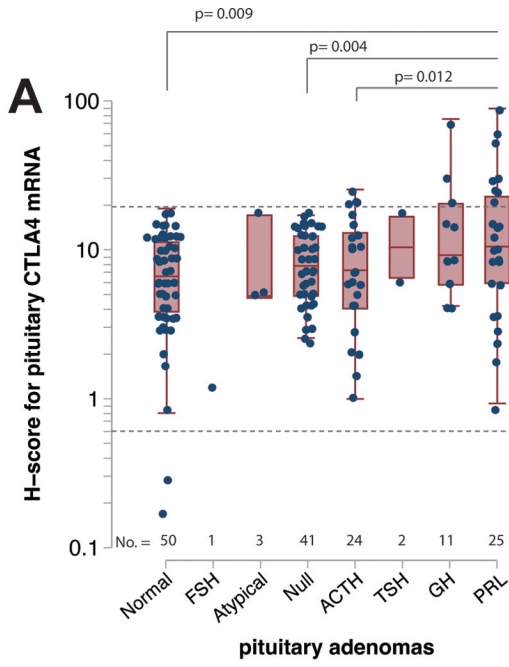 p= 0.009
p= 0.004
p= 0.012
A
100
10
1
0.1
H–score for pituitary CTLA4 mRNA
No. = 50 1 3 41 24 2 11 25
Normal FSH Atypical Null ACTH TSH GH PRL
pituitary adenomas